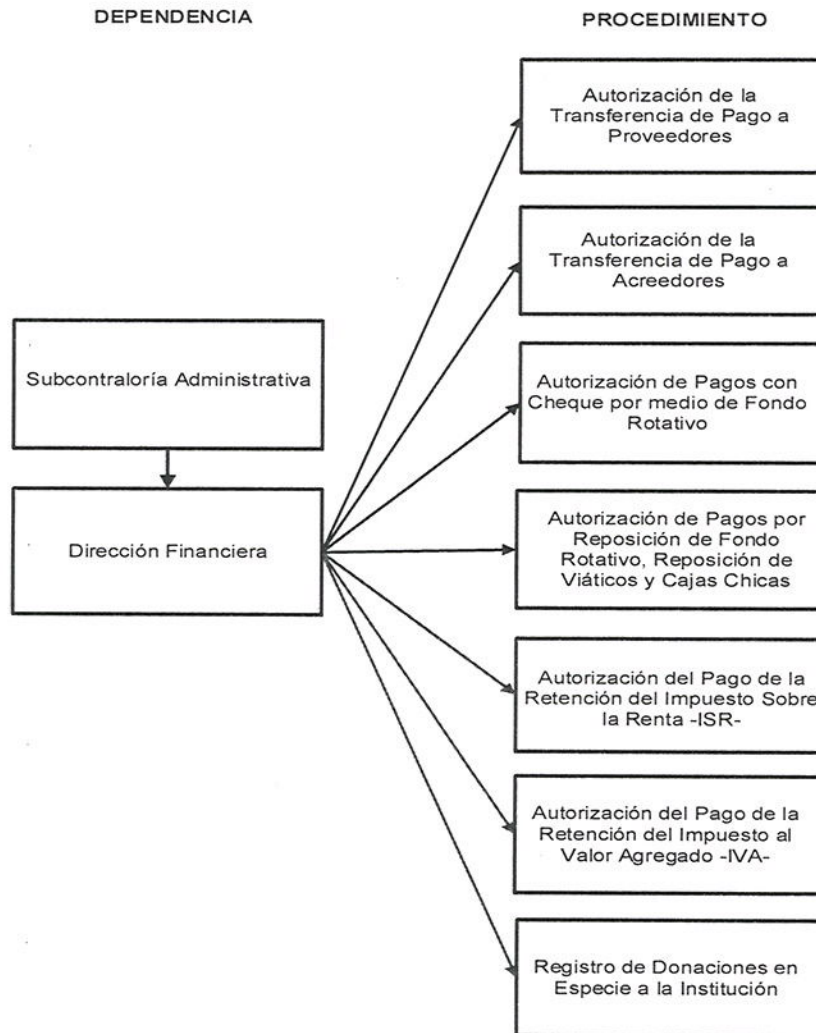 DEPENDENCIA
PROCEDIMIENTO
Autorización de la
Transferencia de Pago a
Proveedores
Autorización de la
Transferencia de Pago a
Acreedores
Subcontraloría Administrativa
Autorización de Pagos con
Cheque por medio de Fondo
Rotativo
Dirección Financiera
Autorización de Pagos por
Reposición de Fondo
Rotativo, Reposición de
Viáticos y Cajas Chicas
Autorización del Pago de la
Retención del Impuesto Sobre
la Renta -ISR-
Autorización del Pago de la
Retención del Impuesto al
Valor Agregado -IVA-
Registro de Donaciones en
Especie a la Institución